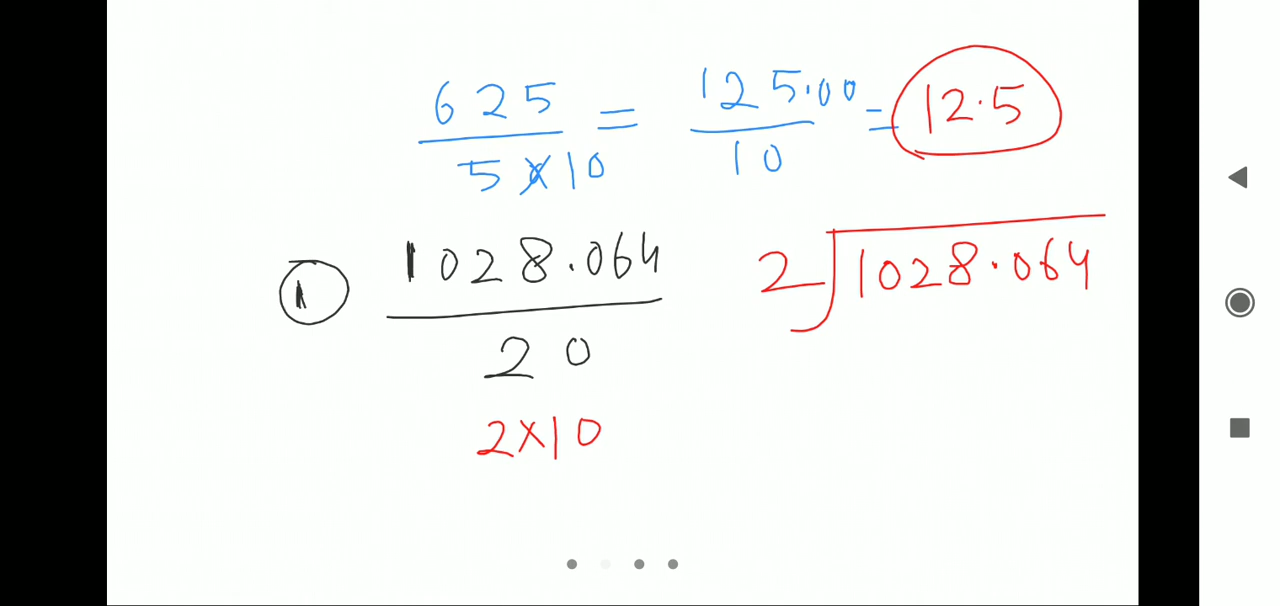 625 / 5×10 = 125.00 / 10 = 12.5
① 1028.064 / 20
2×10
2 ⟌ 1028.064